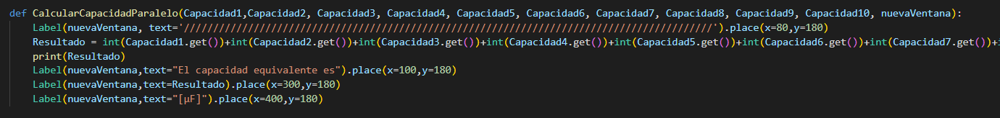 def CalcularCapacidadParalelo(Capacidad1,Capacidad2, Capacidad3, Capacidad4, Capacidad5, Capacidad6, Capacidad7, Capacidad8, Capacidad9, Capacidad10, nuevaVentana):
Label(nuevaVentana, text='///////////////////////////////////////////////////////////////////////////////////////////').place(x=80,y=180)
Resultado = int(Capacidad1.get())+int(Capacidad2.get())+int(Capacidad3.get())+int(Capacidad4.get())+int(Capacidad5.get())+int(Capacidad6.get())+int(Capacidad7.get())+i
print(Resultado)
Label(nuevaVentana,text="El capacidad equivalente es").place(x=100,y=180)
Label(nuevaVentana,text=Resultado).place(x=300,y=180)
Label(nuevaVentana,text="[µF]").place(x=400,y=180)